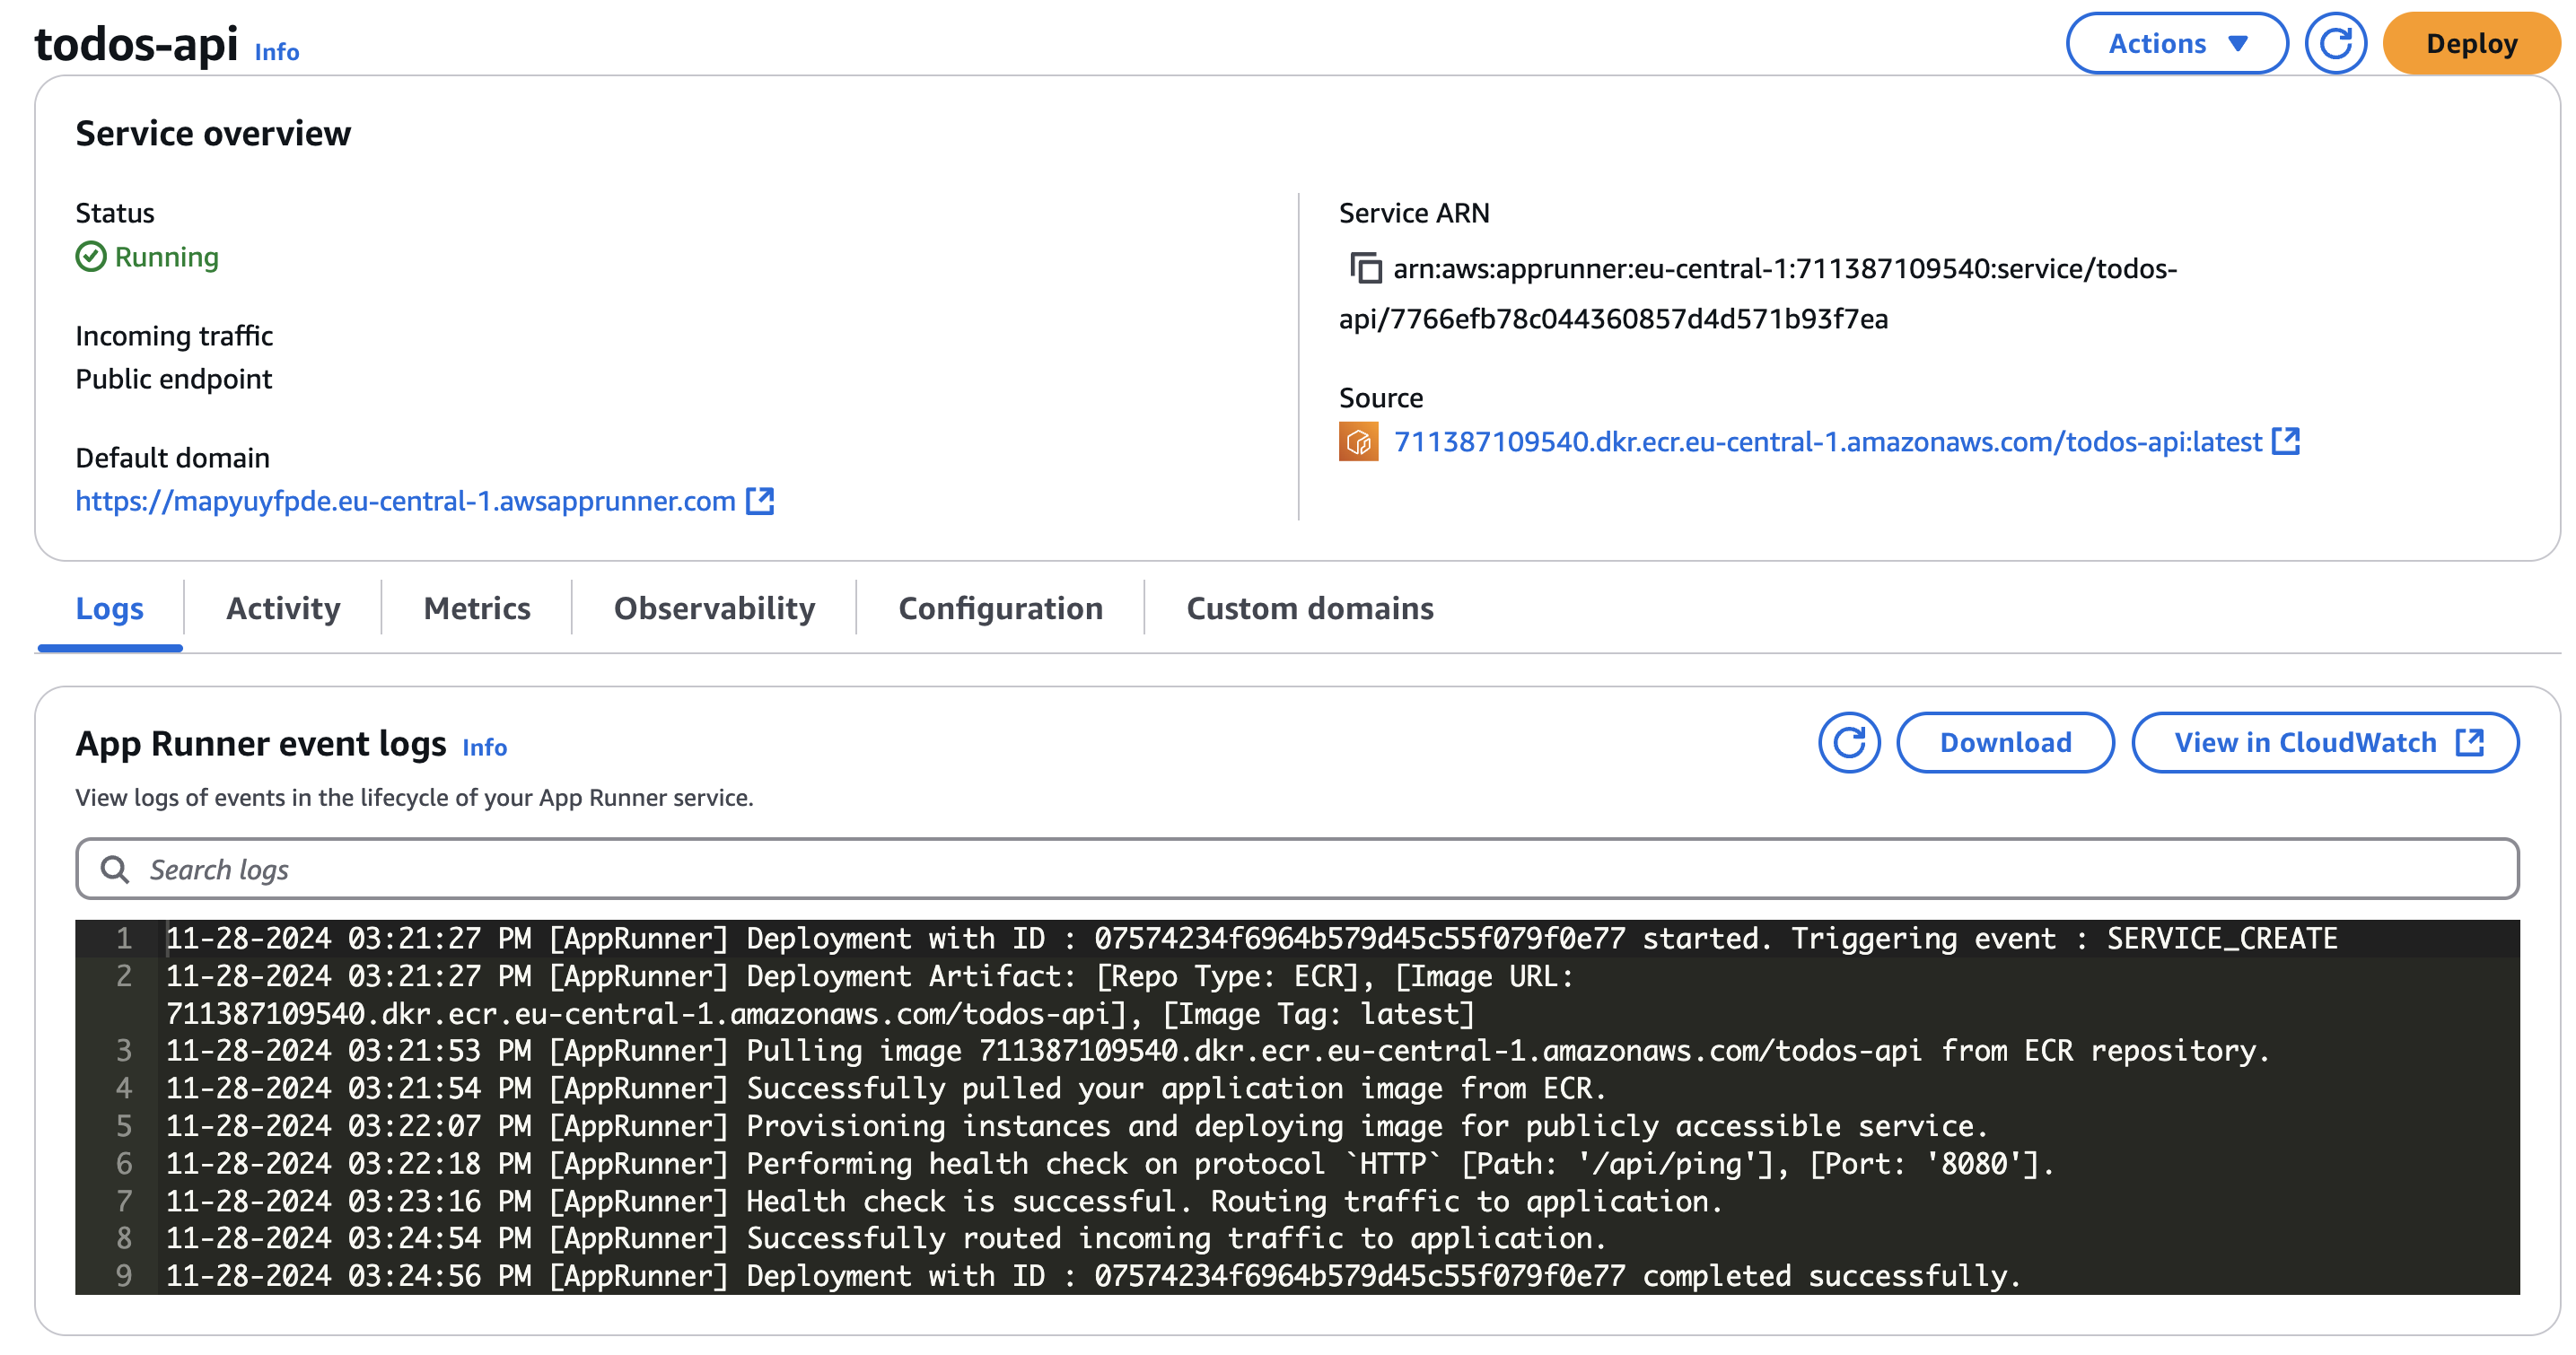 todos-api Info
Actions
Deploy
Service overview
Status
Running
Incoming traffic
Public endpoint
Default domain
https://mapyuyfpde.eu-central-1.awsapprunner.com
Service ARN
arn:aws:apprunner:eu-central-1:711387109540:service/todos-
api/7766efb78c044360857d4d571b93f7ea
Source
711387109540.dkr.ecr.eu-central-1.amazonaws.com/todos-api:latest
Logs
Activity
Metrics
Observability
Configuration
Custom domains
App Runner event logs Info
Download
View in CloudWatch
View logs of events in the lifecycle of your App Runner service.
Search logs
1 11-28-2024 03:21:27 PM [AppRunner] Deployment with ID : 07574234f6964b579d45c55f079f0e77 started. Triggering event : SERVICE_CREATE
2 11-28-2024 03:21:27 PM [AppRunner] Deployment Artifact: [Repo Type: ECR], [Image URL:
711387109540.dkr.ecr.eu-central-1.amazonaws.com/todos-api], [Image Tag: latest]
3 11-28-2024 03:21:53 PM [AppRunner] Pulling image 711387109540.dkr.ecr.eu-central-1.amazonaws.com/todos-api from ECR repository.
4 11-28-2024 03:21:54 PM [AppRunner] Successfully pulled your application image from ECR.
5 11-28-2024 03:22:07 PM [AppRunner] Provisioning instances and deploying image for publicly accessible service.
6 11-28-2024 03:22:18 PM [AppRunner] Performing health check on protocol `HTTP` [Path: '/api/ping'], [Port: '8080'].
7 11-28-2024 03:23:16 PM [AppRunner] Health check is successful. Routing traffic to application.
8 11-28-2024 03:24:54 PM [AppRunner] Successfully routed incoming traffic to application.
9 11-28-2024 03:24:56 PM [AppRunner] Deployment with ID : 07574234f6964b579d45c55f079f0e77 completed successfully.